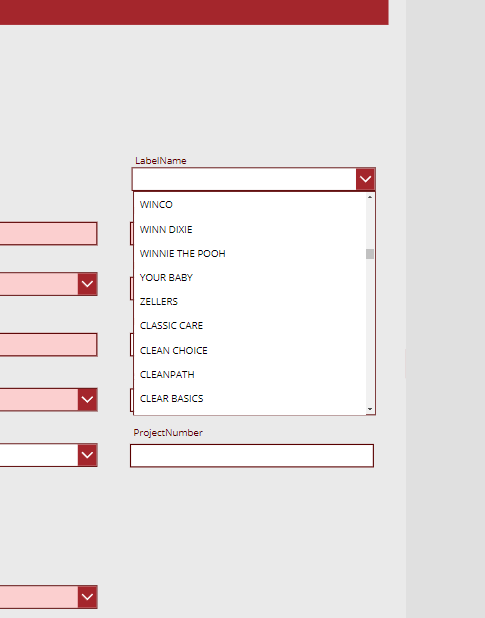 LabelName
WINCO
WINN DIXIE
WINNIE THE POOH
YOUR BABY
ZELLERS
CLASSIC CARE
CLEAN CHOICE
CLEANPATH
CLEAR BASICS
ProjectNumber